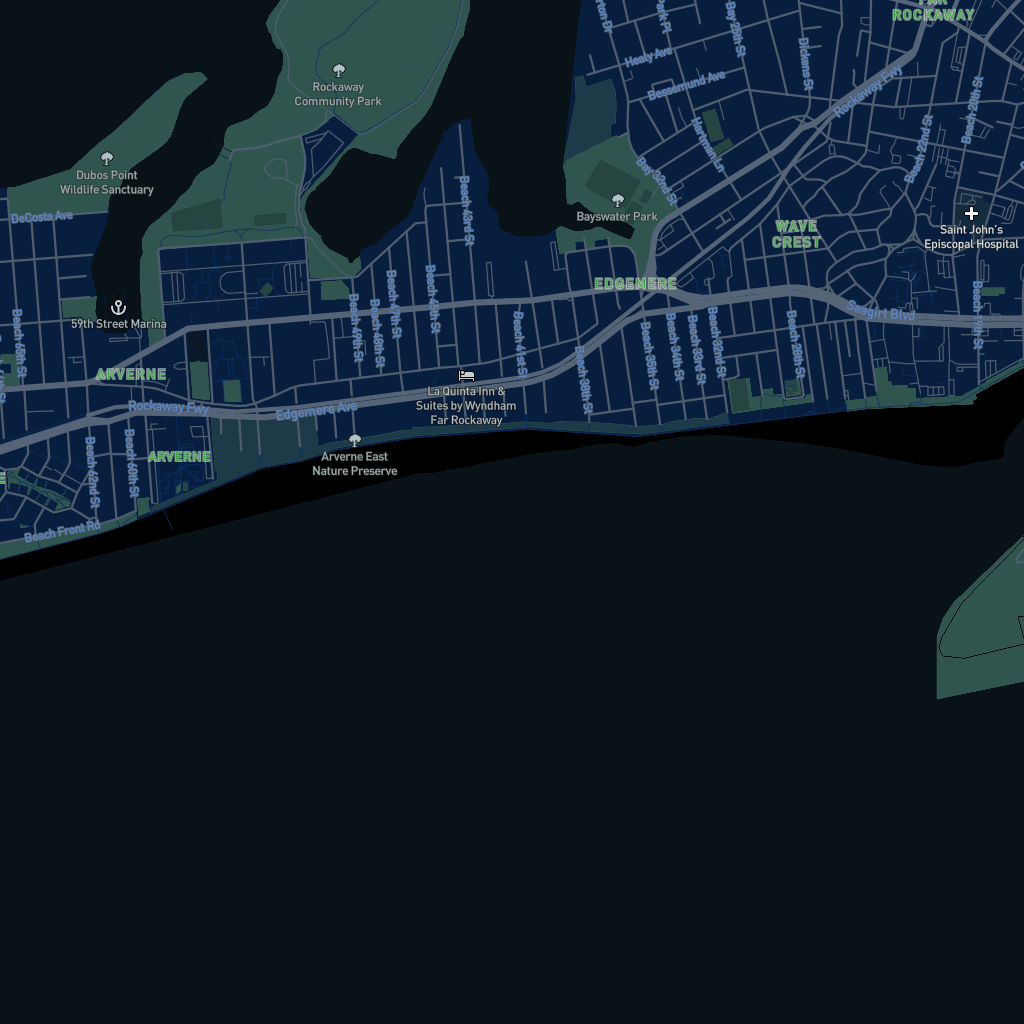 FAR
ROCKAWAY
Park Pl
Bay 25th St
Dickens St
Healy Ave
Bessemund Ave
Rockaway Fwy
Hartman Ln
Beach 20th St
Beach 22nd St
Bay 32nd St
Rockaway
Community Park
Dubos Point
Wildlife Sanctuary
DeCosta Ave
Beach 43rd St
Bayswater Park
WAVE
CREST
Saint John's
Episcopal Hospital
EDGEMERE
Seagirt Blvd
Beach 19th St
59th Street Marina
Beach 65th St
Beach 49th St
Beach 48th St
Beach 47th St
Beach 45th St
Beach 41st St
Beach 36th St
Beach 35th St
Beach 34th St
Beach 33rd St
Beach 32nd St
Beach 28th St
ARVERNE
La Quinta Inn &
Suites by Wyndham
Far Rockaway
Rockaway Fwy
Edgemere Ave
Arverne East
Nature Preserve
ARVERNE
Beach 62nd St
Beach 60th St
Beach Front Rd